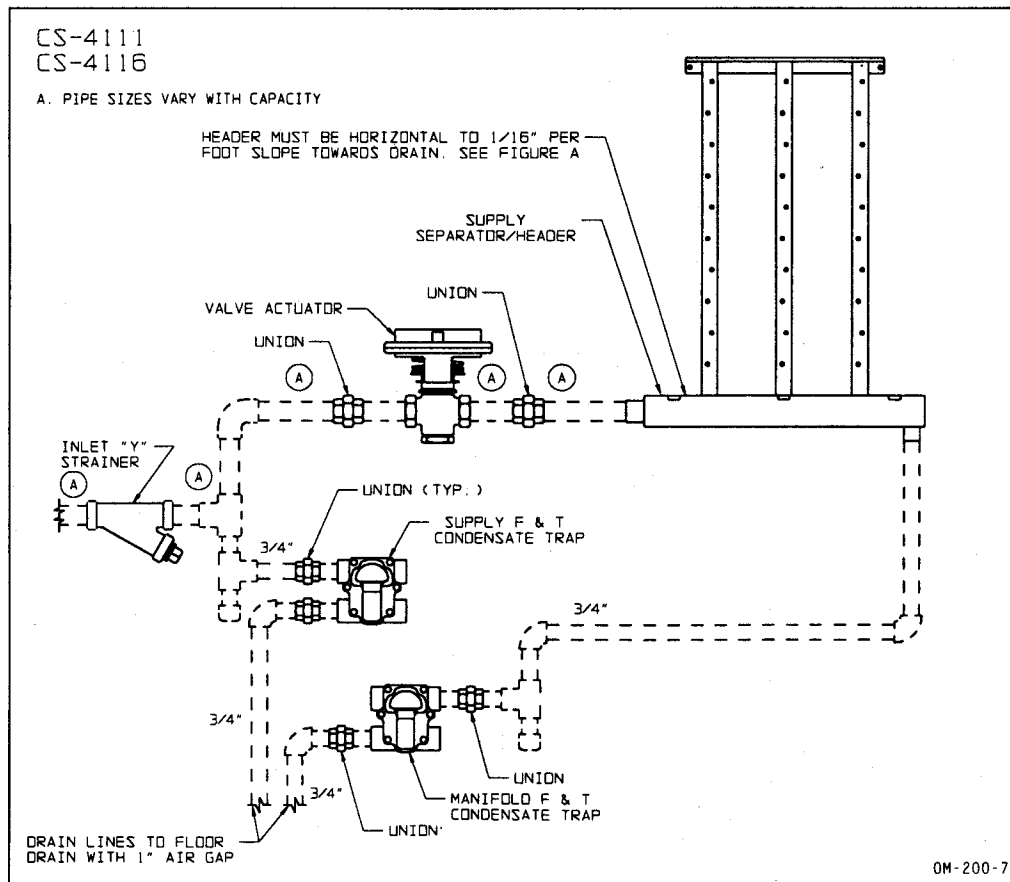 CS-4111
CS-4116
A. PIPE SIZES VARY WITH CAPACITY
HEADER MUST BE HORIZONTAL TO 1/16" PER
FOOT SLOPE TOWARDS DRAIN. SEE FIGURE A
SUPPLY
SEPARATOR/HEADER
UNION
VALVE ACTUATOR
UNION
A
A
A
INLET "Y"
STRAINER
A
A
UNION (TYP.)
SUPPLY F & T
CONDENSATE TRAP
3/4"
3/4"
3/4"
UNION
3/4"
MANIFOLD F & T
CONDENSATE TRAP
UNION
DRAIN LINES TO FLOOR
DRAIN WITH 1" AIR GAP
OM-200-7